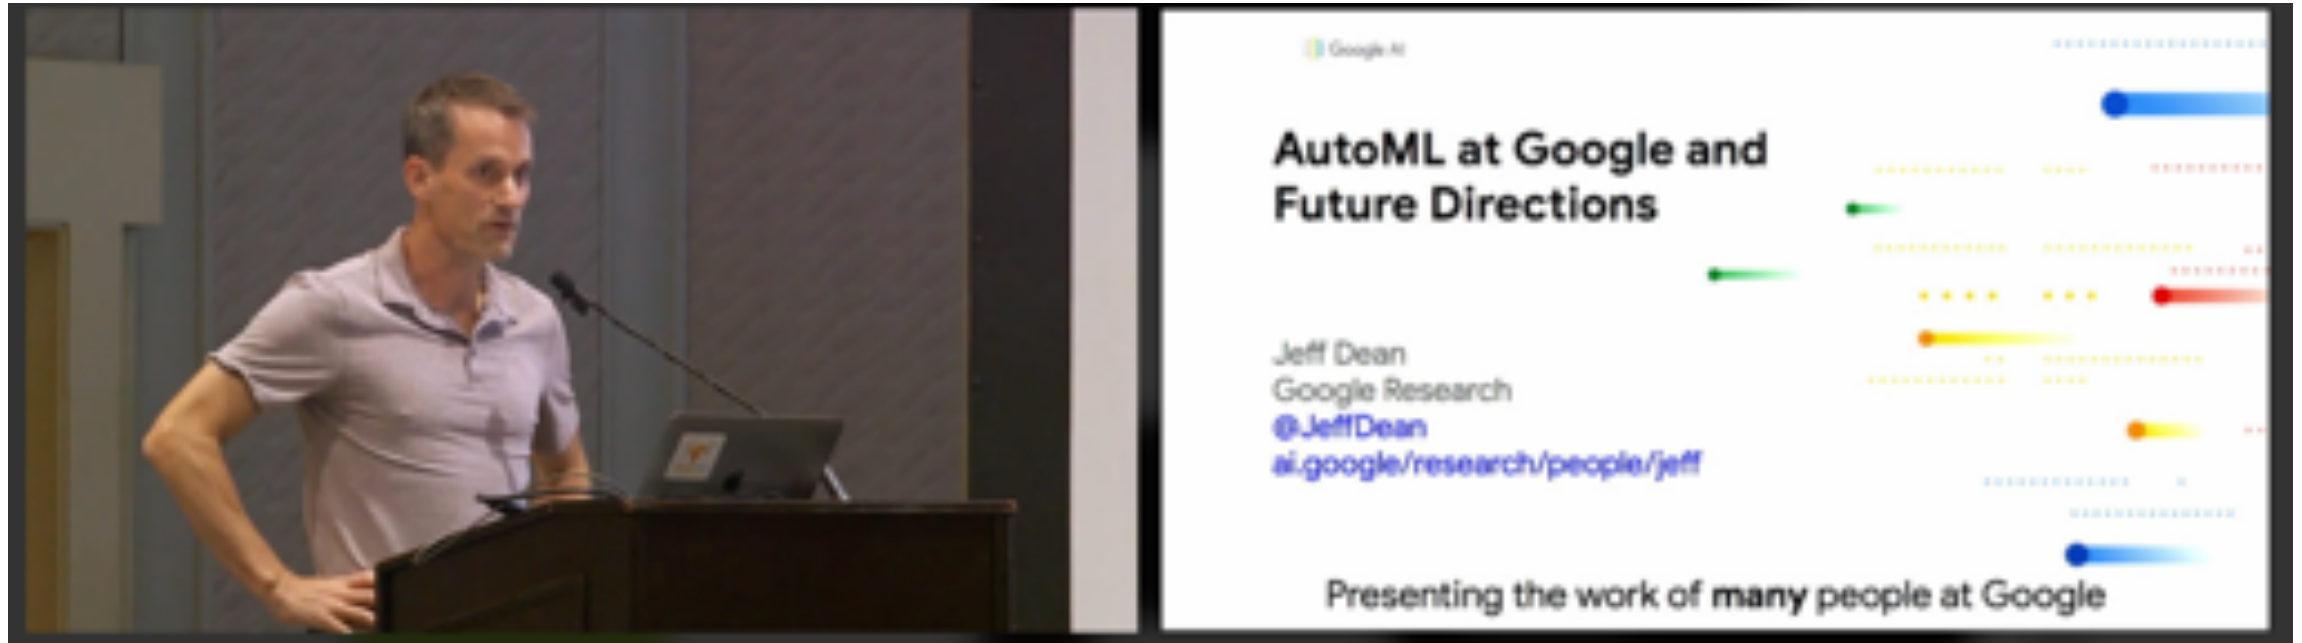 Google AI
AutoML at Google and
Future Directions
Jeff Dean
Google Research
@JeffDean
ai.google/research/people/jeff
Presenting the work of many people at Google